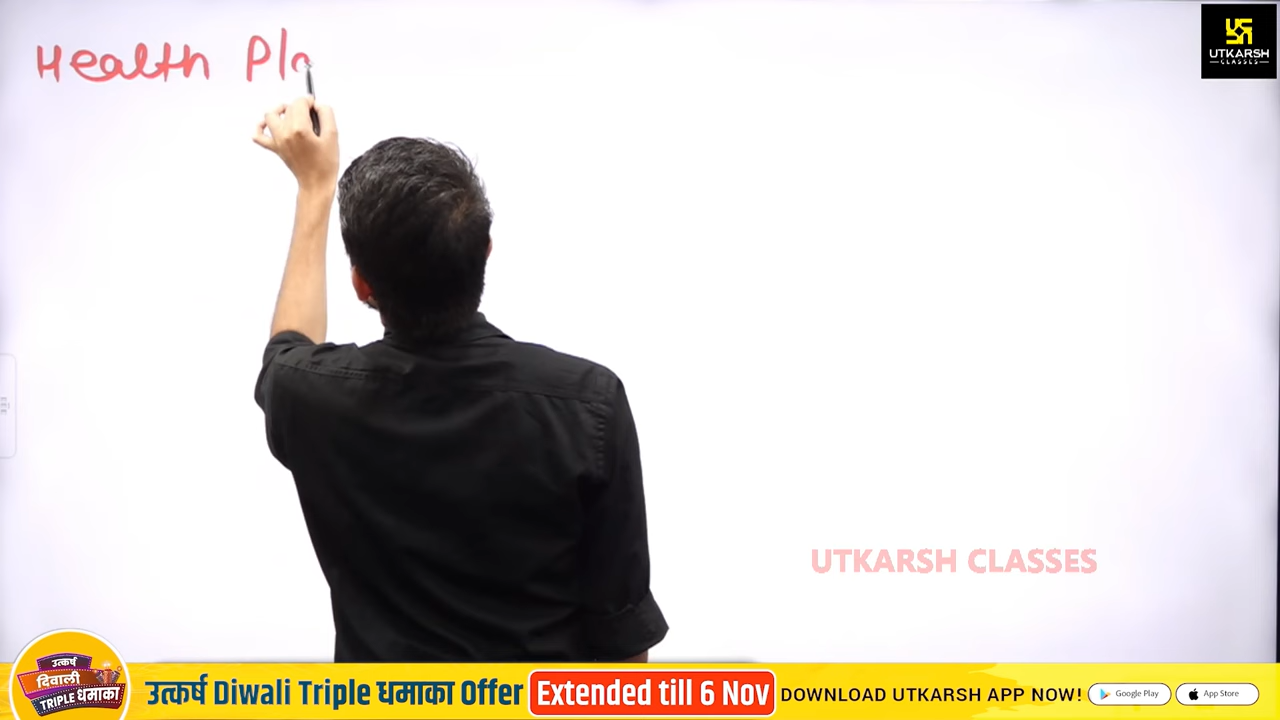 Health Pla
UTKARSH
CLASSES
UTKARSH CLASSES
उत्कर्ष
दिवाली
TRIPLE धमाका
उत्कर्ष Diwali Triple धमाका Offer Extended till 6 Nov DOWNLOAD UTKARSH APP NOW! Google Play App Store